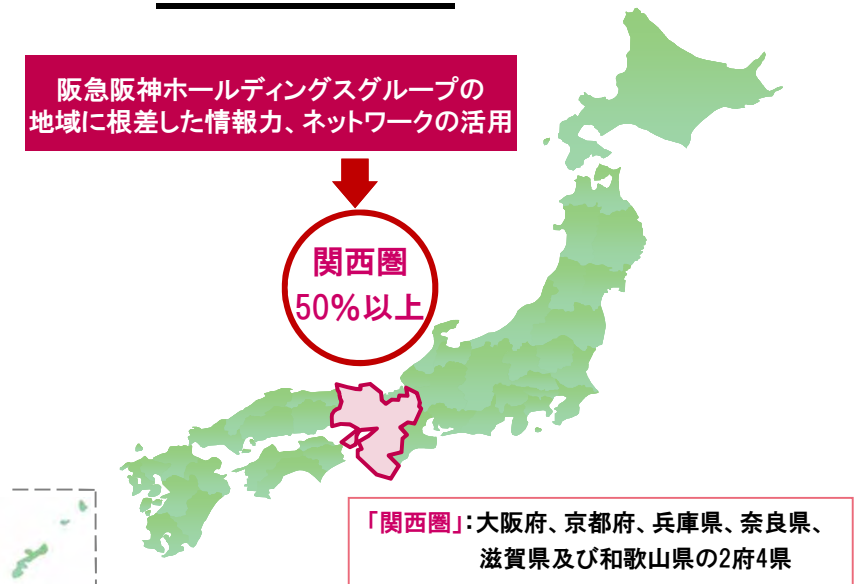 阪急阪神ホールディングスグループの
地域に根差した情報力、ネットワークの活用
関西圏
50%以上
「関西圏」：大阪府、京都府、兵庫県、奈良県、
滋賀県及び和歌山県の2府4県